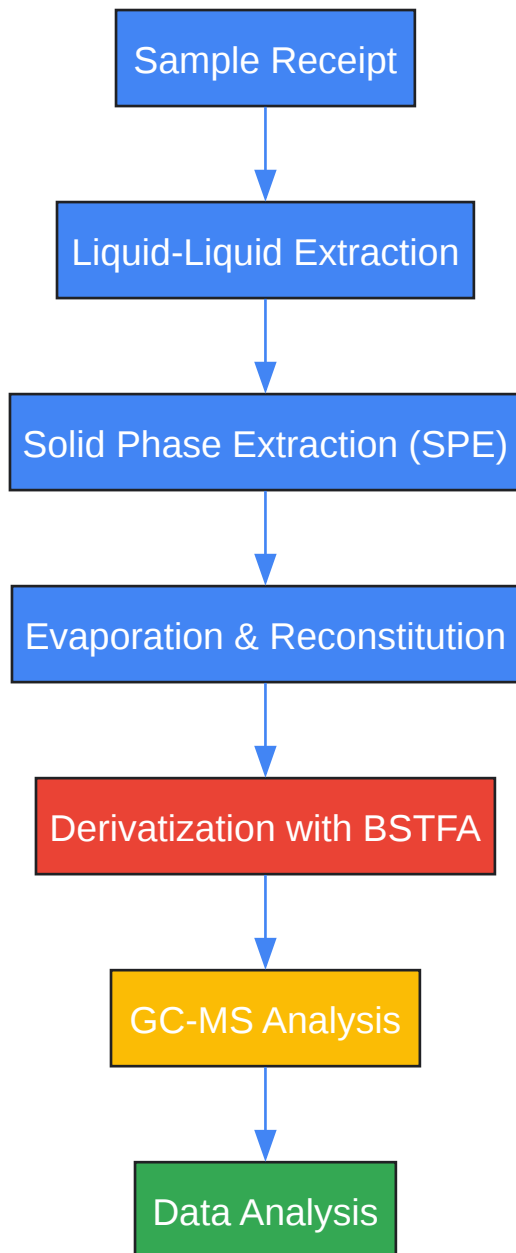 Sample Receipt
Liquid-Liquid Extraction
Solid Phase Extraction (SPE)
Evaporation & Reconstitution
Derivatization with BSTFA
GC-MS Analysis
Data Analysis